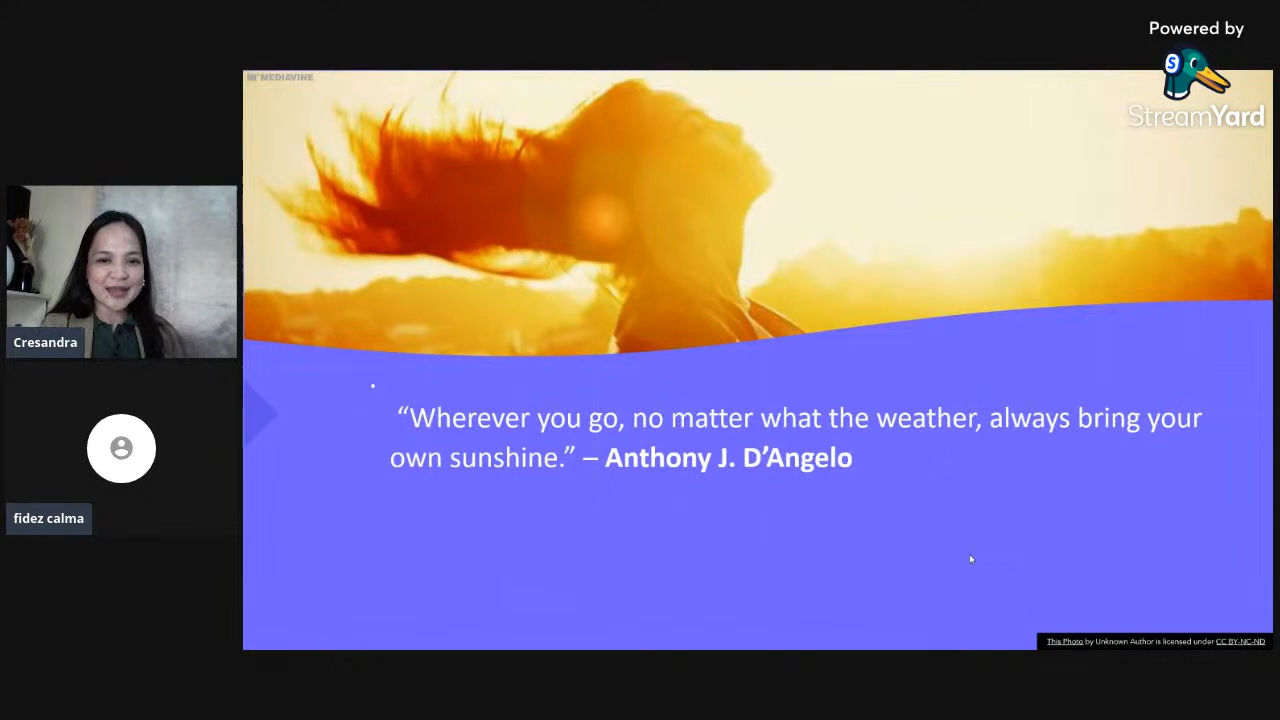 Powered by
S
StreamYard
MEDIAVINE
Cresandra
fidez calma
“Wherever you go, no matter what the weather, always bring your
own sunshine.” – Anthony J. D’Angelo
This Photo by Unknown Author is licensed under CC BY-NC-ND